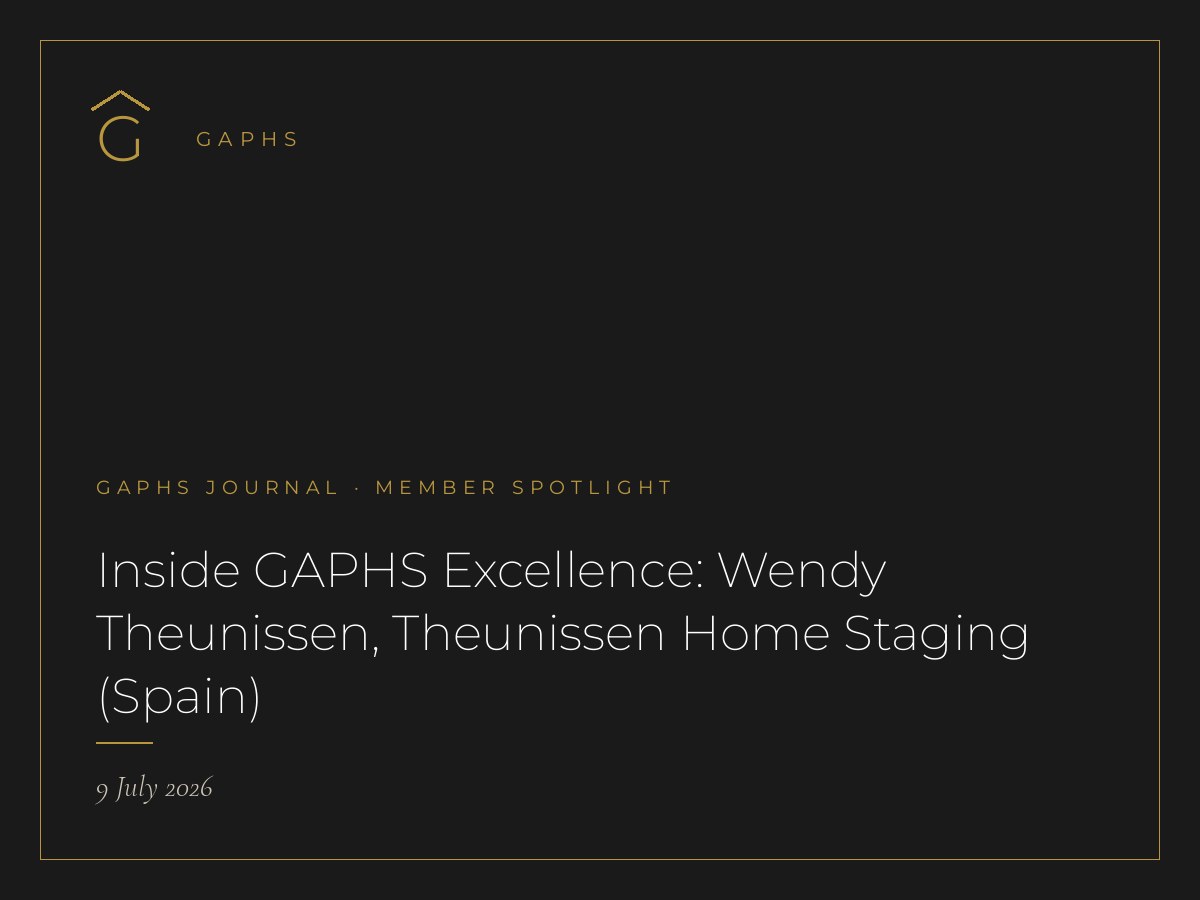 G
GAPHS
GAPHS JOURNAL · MEMBER SPOTLIGHT
Inside GAPHS Excellence: Wendy
Theunissen, Theunissen Home Staging
(Spain)
9 July 2026